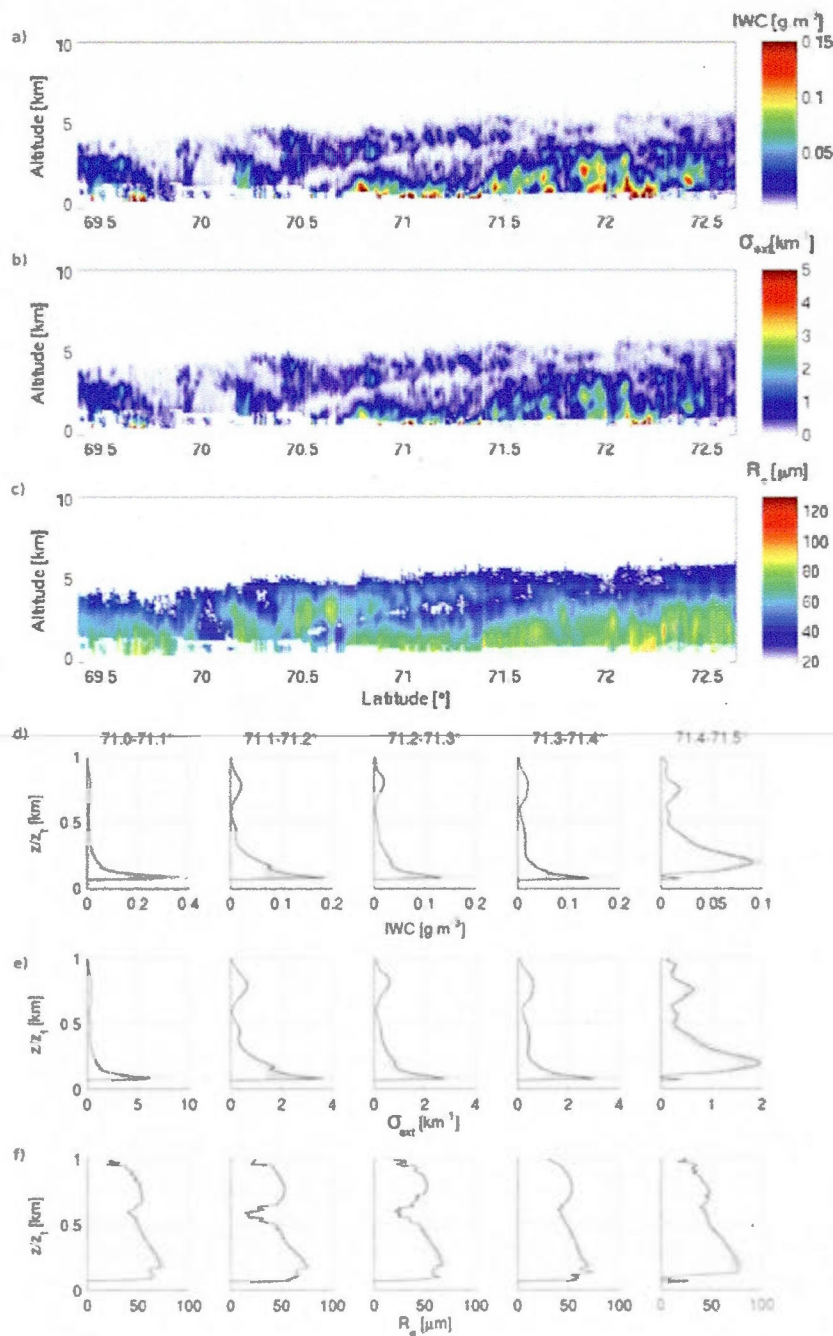 a)
IWC [g m³]
10
5
0
Altitude [km]
0.15
0.1
0.05
69.5 70 70.5 71 71.5 72 72.5
b)
σext [km¹]
10
5
0
Altitude [km]
5
4
3
2
1
0
69.5 70 70.5 71 71.5 72 72.5
c)
Re [μm]
10
5
0
Altitude [km]
120
100
80
60
40
20
69.5 70 70.5 71 71.5 72 72.5
Latitude [°]
d)
71.0-71.1° 71.1-71.2° 71.2-71.3° 71.3-71.4° 71.4-71.5°
1
0.5
0
z/zt [km]
0 0.2 0.4 0 0.1 0.2 0 0.1 0.2 0 0.1 0.2 0 0.05 0.1
IWC [g m³]
e)
1
0.5
0
z/zt [km]
0 5 10 0 2 4 0 2 4 0 2 4 0 1 2
σext [km¹]
f)
1
0.5
0
z/zt [km]
0 50 100 0 50 100 0 50 100 0 50 100 0 50 100
Re [μm]